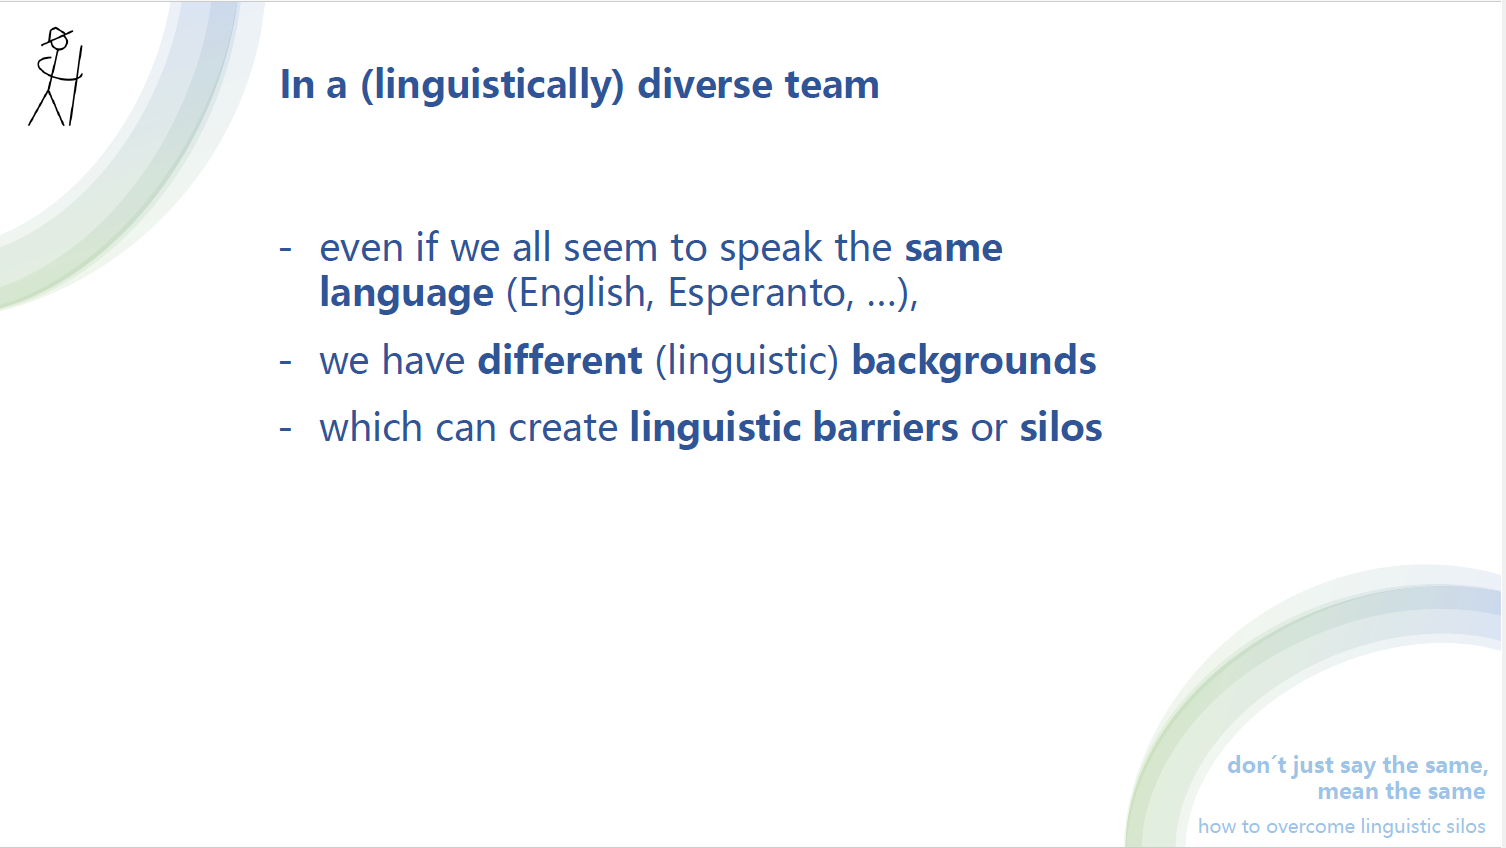 In a (linguistically) diverse team
- even if we all seem to speak the same
language (English, Esperanto, ...),
- we have different (linguistic) backgrounds
- which can create linguistic barriers or silos
don´t just say the same,
mean the same
how to overcome linguistic silos